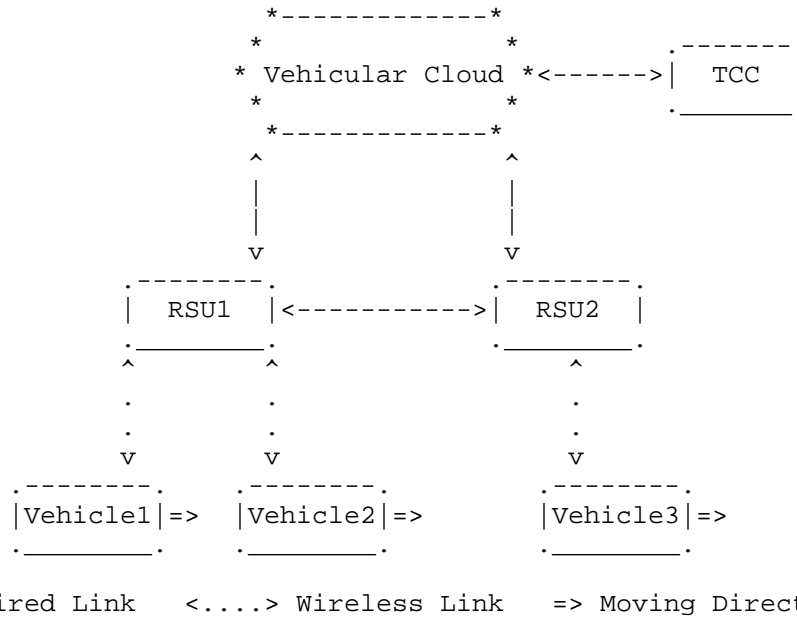 Vehicular Cloud
TCC
RSU1
RSU2
Vehicle1 => Vehicle2 => Vehicle3 =>
ired Link <....> Wireless Link => Moving Direct